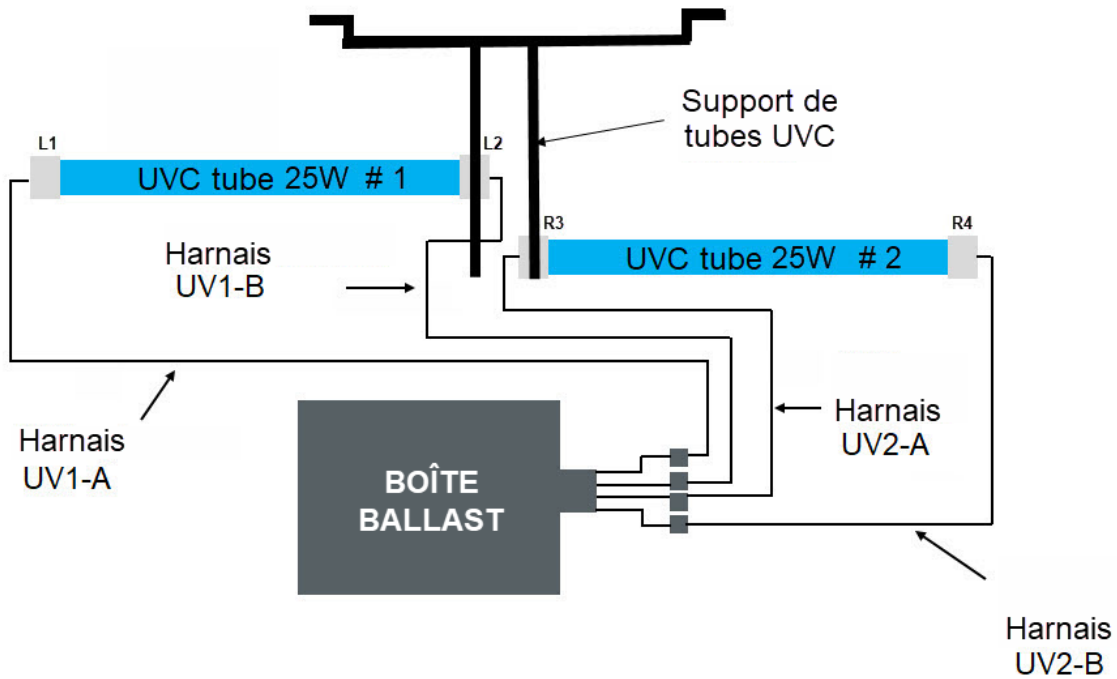 Support de
tubes UVC
L1
L2
UVC tube 25W # 1
R3
R4
UVC tube 25W # 2
Harnais
UV1-B
Harnais
UV2-A
Harnais
UV1-A
BOÎTE
BALLAST
Harnais
UV2-B